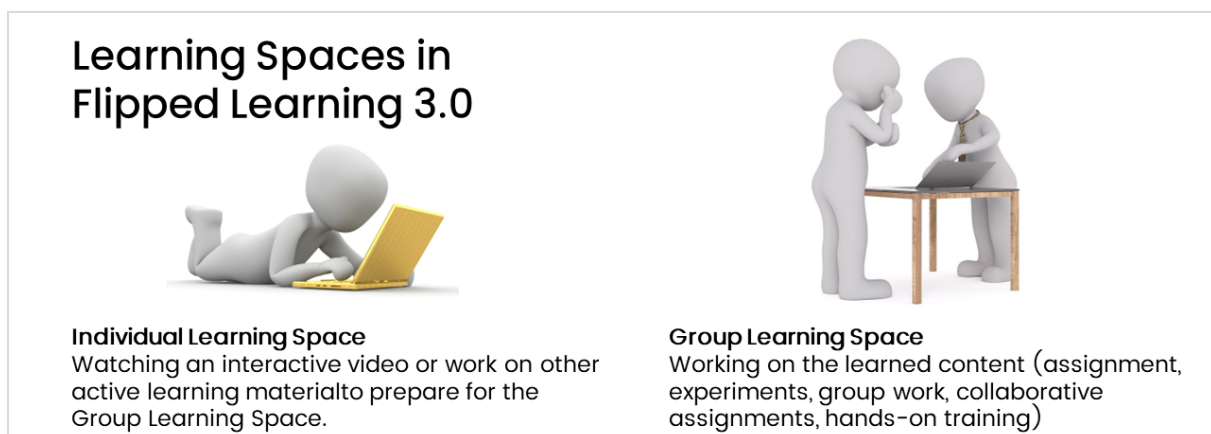 Learning Spaces in
Flipped Learning 3.0
Individual Learning Space
Watching an interactive video or work on other
active learning materialto prepare for the
Group Learning Space.
Group Learning Space
Working on the learned content (assignment,
experiments, group work, collaborative
assignments, hands-on training)